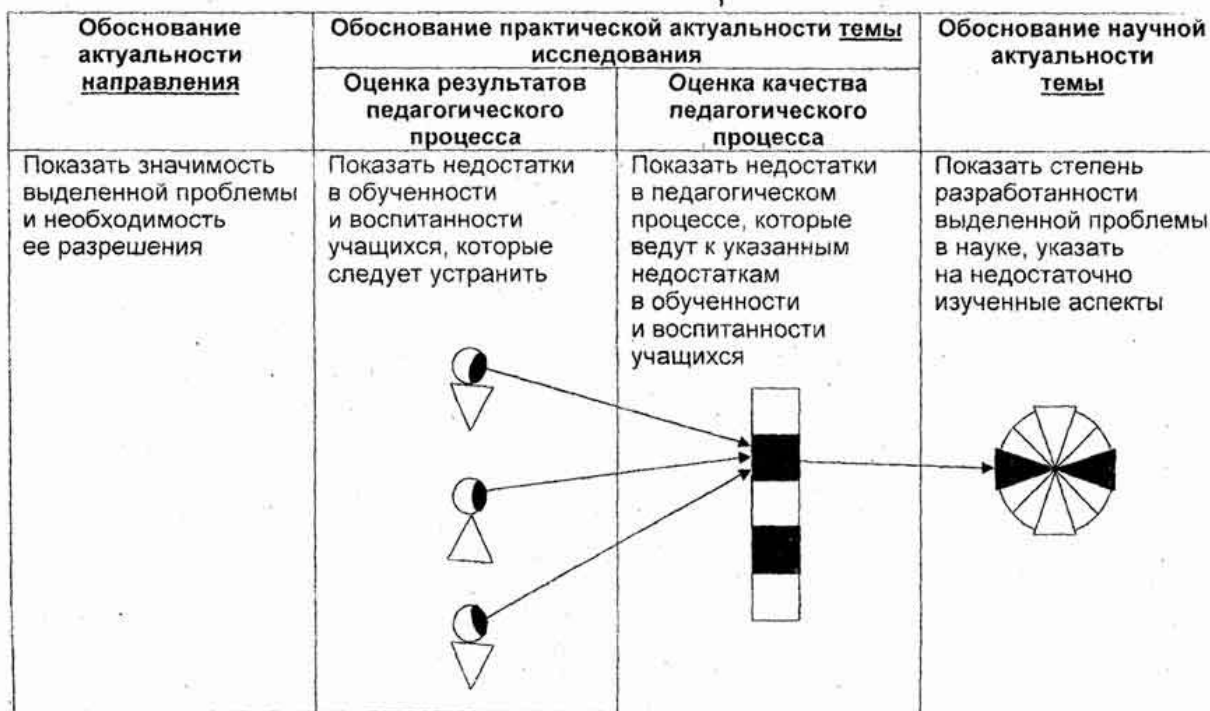 Обоснование
актуальности
направления
Обоснование практической актуальности темы
исследования
Оценка результатов
педагогического
процесса
Оценка качества
педагогического
процесса
Обоснование научной
актуальности
темы
Показать значимость
выделенной проблемы
и необходимость
ее разрешения
Показать недостатки
в обученности
и воспитанности
учащихся, которые
следует устранить
Показать недостатки
в педагогическом
процессе, которые
ведут к указанным
недостаткам
в обученности
и воспитанности
учащихся
Показать степень
разработанности
выделенной проблемы
в науке, указать
на недостаточно
изученные аспекты